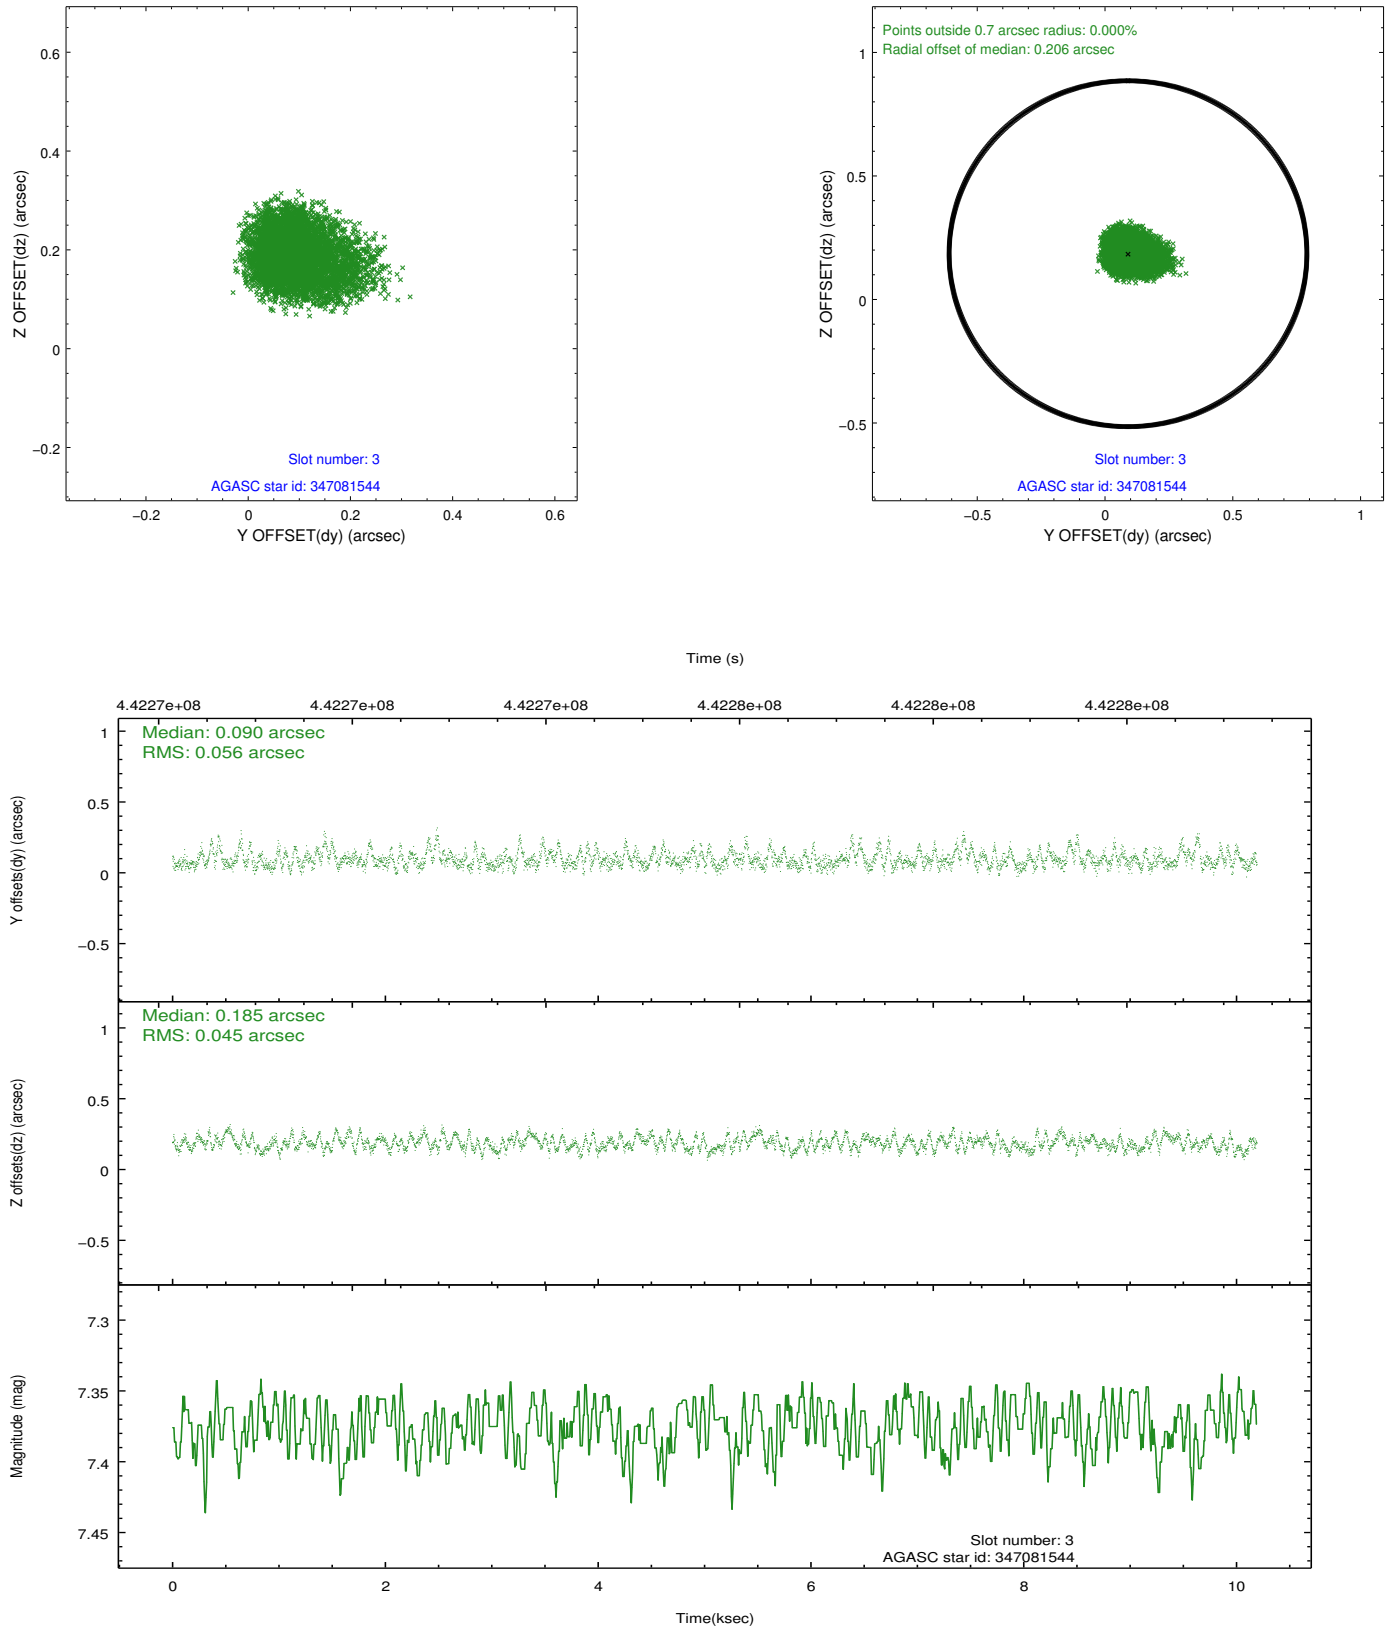 0.6
0.4
0.2
0
−0.2
Z OFFSET(dz) (arcsec)
Slot number: 3
AGASC star id: 347081544
−0.2 0 0.2 0.4 0.6
Y OFFSET(dy) (arcsec)
Points outside 0.7 arcsec radius: 0.000%
Radial offset of median: 0.206 arcsec
1
0.5
0
−0.5
Z OFFSET(dz) (arcsec)
Slot number: 3
AGASC star id: 347081544
−0.5 0 0.5 1
Y OFFSET(dy) (arcsec)
Time (s)
4.4227e+08 4.4227e+08 4.4227e+08 4.4228e+08 4.4228e+08 4.4228e+08
Median: 0.090 arcsec
RMS: 0.056 arcsec
1
0.5
0
−0.5
Y offsets(dy) (arcsec)
Median: 0.185 arcsec
RMS: 0.045 arcsec
1
0.5
0
−0.5
Z offsets(dz) (arcsec)
7.3
7.35
7.4
7.45
Magnitude (mag)
Slot number: 3
AGASC star id: 347081544
0 2 4 6 8 10
Time(ksec)